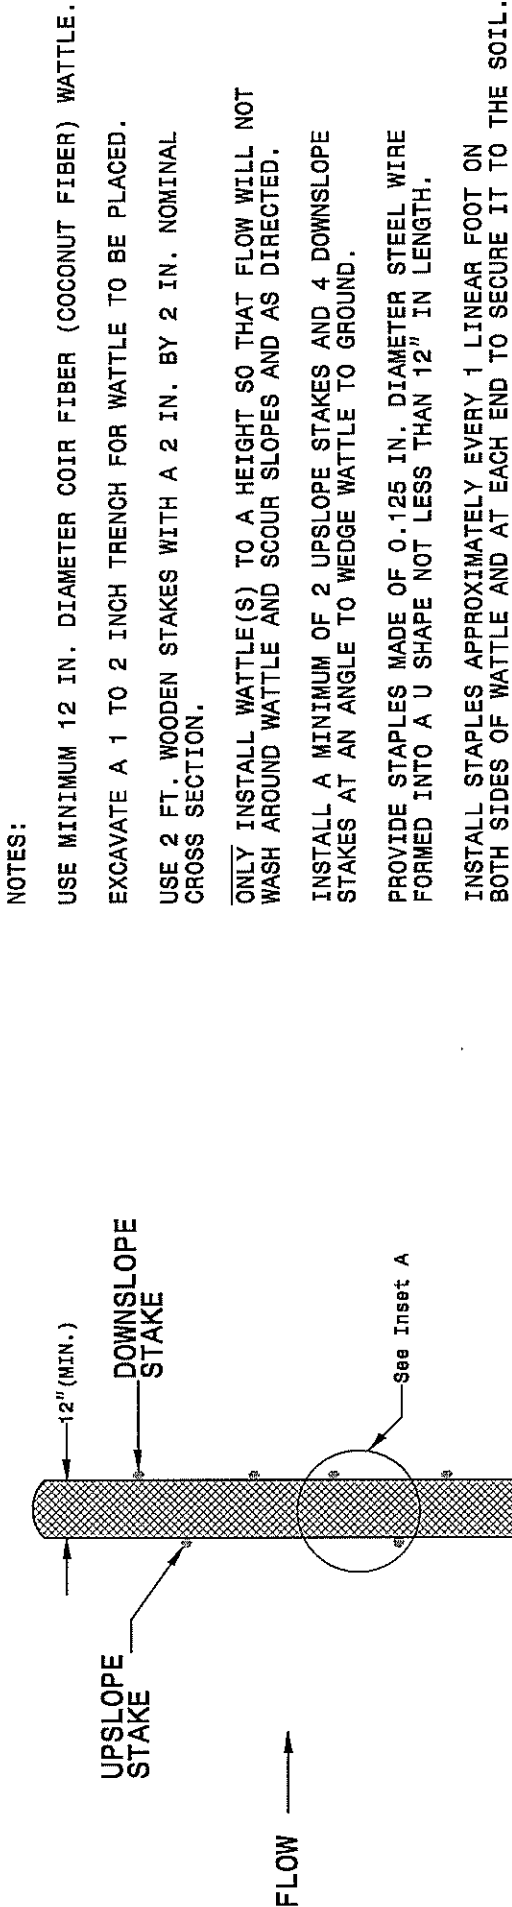 NOTES:
USE MINIMUM 12 IN. DIAMETER COIR FIBER (COCONUT FIBER) WATTLE.
EXCAVATE A 1 TO 2 INCH TRENCH FOR WATTLE TO BE PLACED.
USE 2 FT. WOODEN STAKES WITH A 2 IN. BY 2 IN. NOMINAL
CROSS SECTION.
ONLY INSTALL WATTLE(S) TO A HEIGHT SO THAT FLOW WILL NOT
WASH AROUND WATTLE AND SCOUR SLOPES AND AS DIRECTED.
INSTALL A MINIMUM OF 2 UPSLOPE STAKES AND 4 DOWNSLOPE
STAKES AT AN ANGLE TO WEDGE WATTLE TO GROUND.
PROVIDE STAPLES MADE OF 0.125 IN. DIAMETER STEEL WIRE
FORMED INTO A U SHAPE NOT LESS THAN 12" IN LENGTH.
INSTALL STAPLES APPROXIMATELY EVERY 1 LINEAR FOOT ON
BOTH SIDES OF WATTLE AND AT EACH END TO SECURE IT TO THE SOIL.
12"(MIN.)
UPSLOPE
STAKE
DOWNSLOPE
STAKE
FLOW
See Inset A